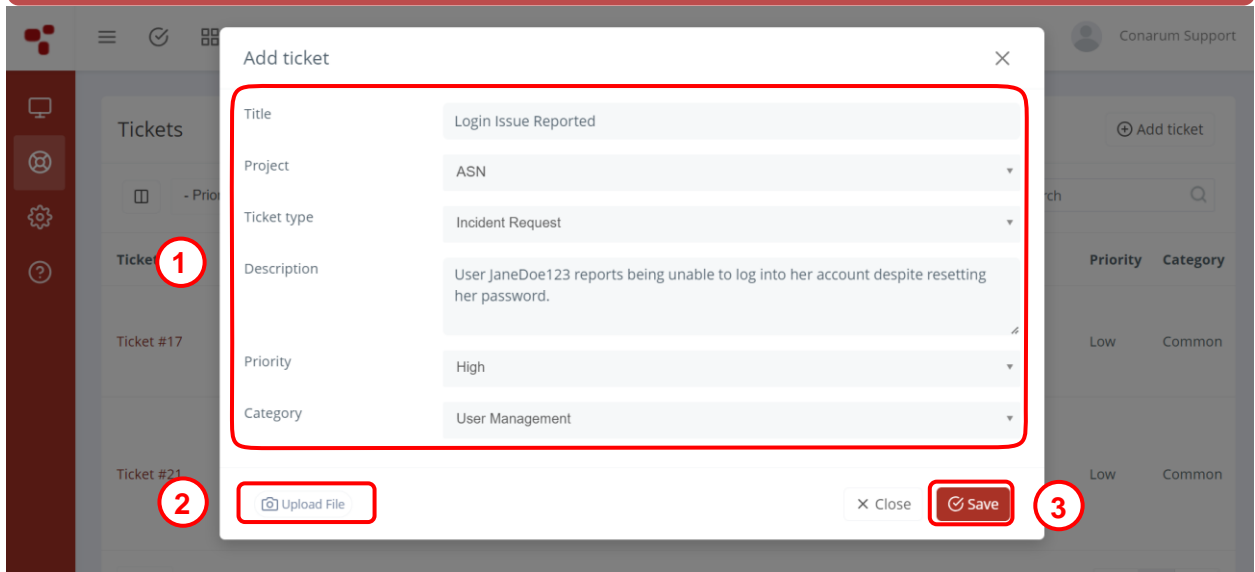 Conarum Support
Add ticket
Title
Login Issue Reported
Tickets
Add ticket
Project
ASN
- Prior
rch
Ticket type
Incident Request
Ticket
1
Description
User JaneDoe123 reports being unable to log into her account despite resetting
her password.
Priority Category
Ticket #17
Low Common
Priority
High
Category
User Management
Ticket #21
Low Common
2
Upload File
Close
Save
3